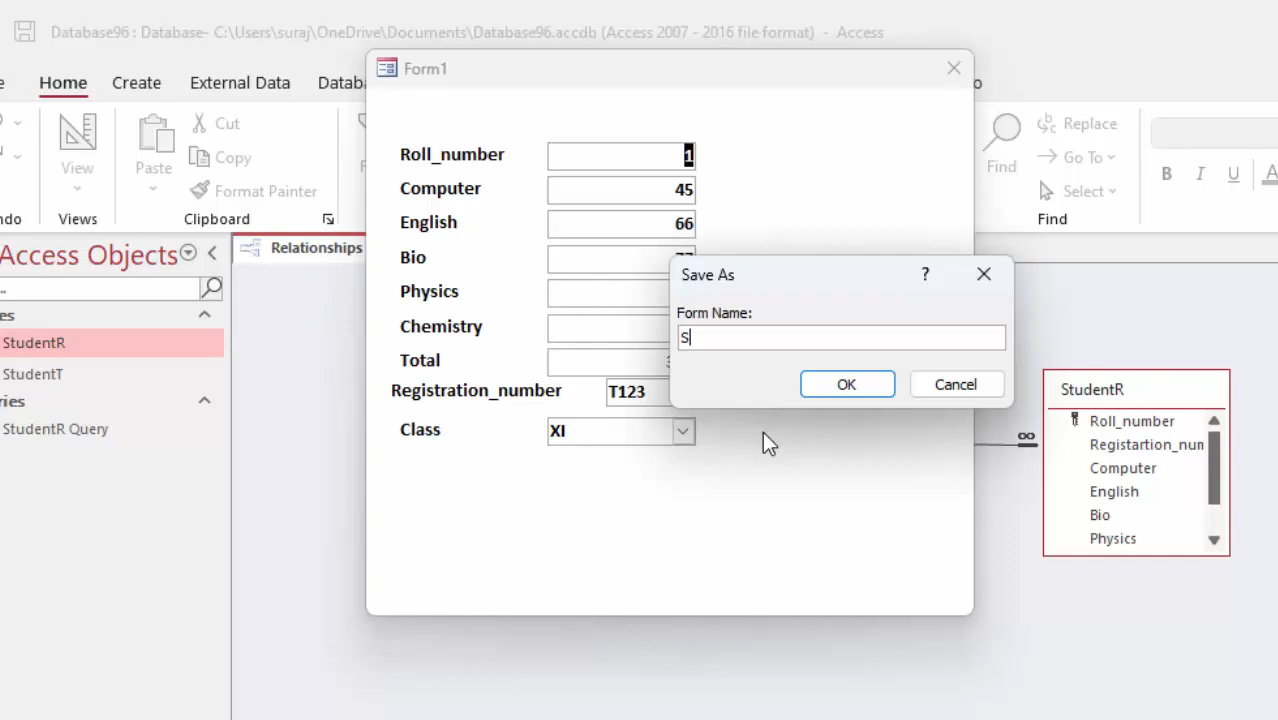 Database96 : Database- C:\Users\suraj\OneDrive\Documents\Database96.accdb (Access 2007 - 2016 file format) - Access
Form1
Home Create External Data
View
Paste
Cut
Copy
Format Painter
Views
Clipboard
Find
Replace
Go To
Select
B I U A
Find
Access Objects
StudentR
StudentT
StudentR Query
Relationships
Roll_number 1
Computer 45
English 66
Bio
Physics
Chemistry
Total
Registration_number T123
Class XI
Save As ?
Form Name:
S
OK Cancel
StudentR
Roll_number
Registartion_num
Computer
English
Bio
Physics